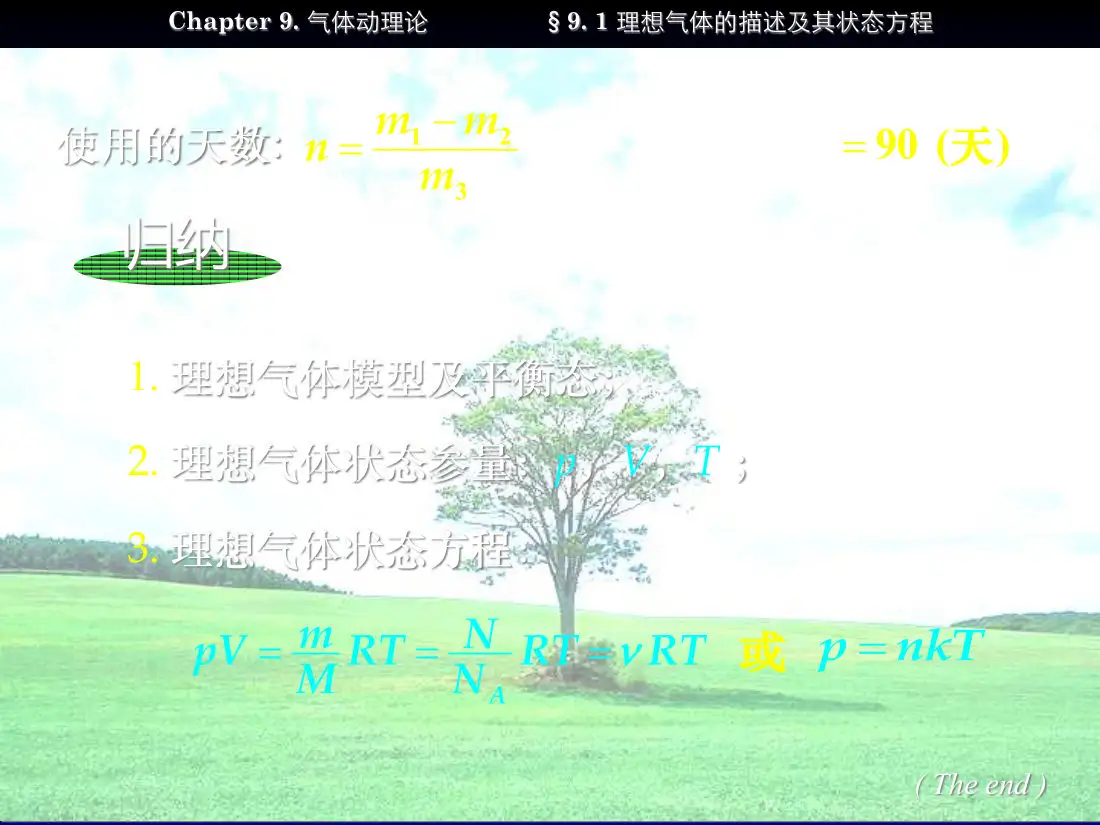 Chapter 9. 气体动理论 §9. 1 理想气体的描述及其状态方程
使用的天数: n = (m₁ − m₂) / m₃ = 90 (天)
归纳
1. 理想气体模型及平衡态;
2. 理想气体状态参量: p, V, T ;
3. 理想气体状态方程:
pV = m/M RT = N/N_A RT = ν RT 或 p = nkT
( The end )